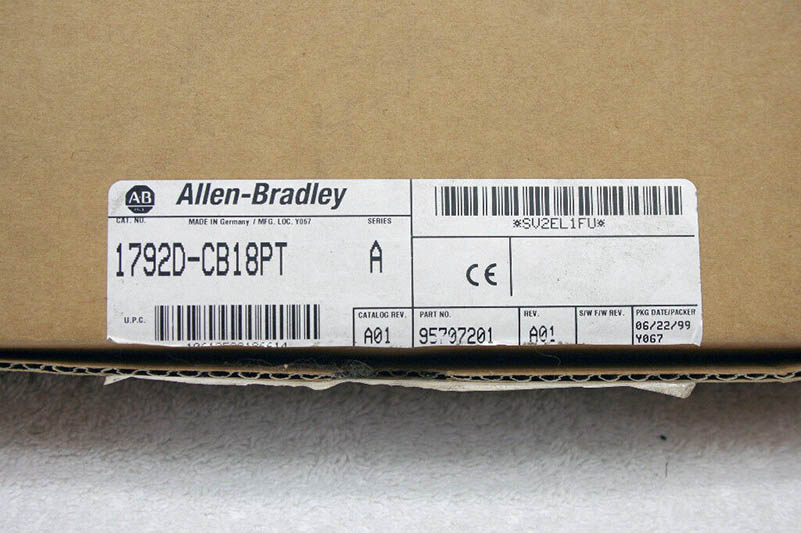 AB
Allen-Bradley
CAT. NO.
MADE IN Germany / MFG. LOC. Y067
SERIES
1792D-CB18PT
A
U.P.C.
*SV2EL1FU*
CE
CATALOG REV.
A01
PART NO.
95707201
REV.
A01
S/W F/W REV.
PKG DATE/PACKER
06/22/99
Y067